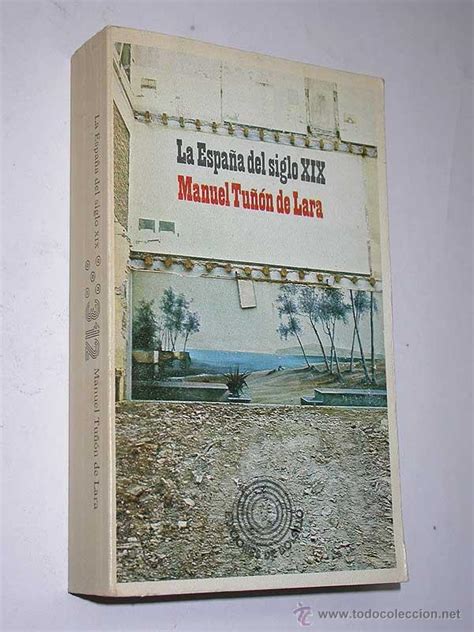 La España del siglo XIX
Manuel Tuñón de Lara
La España del siglo XIX
312
Manuel Tuñón de Lara
www.todocoleccion.net